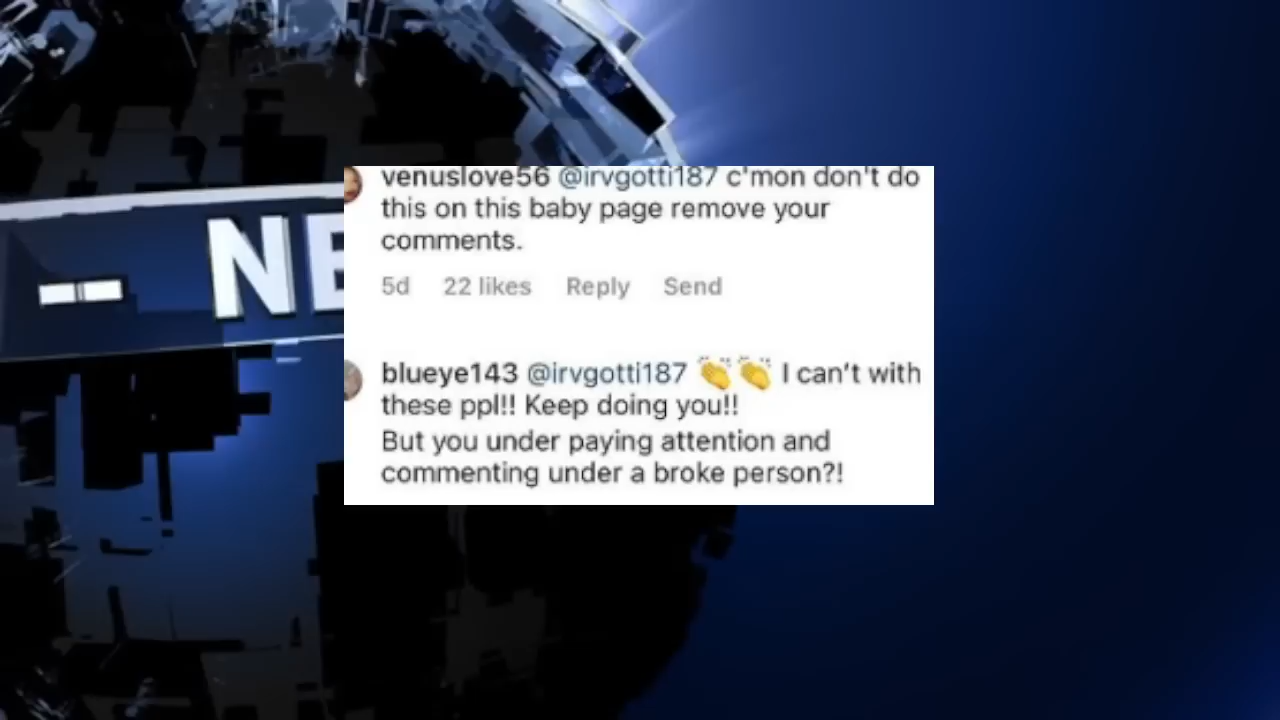 NE
venuslove56 @irvgotti187 c'mon don't do
this on this baby page remove your
comments.
5d 22 likes Reply Send
blueye143 @irvgotti187 👏👏 I can't with
these ppl!! Keep doing you!!
But you under paying attention and
commenting under a broke person?!